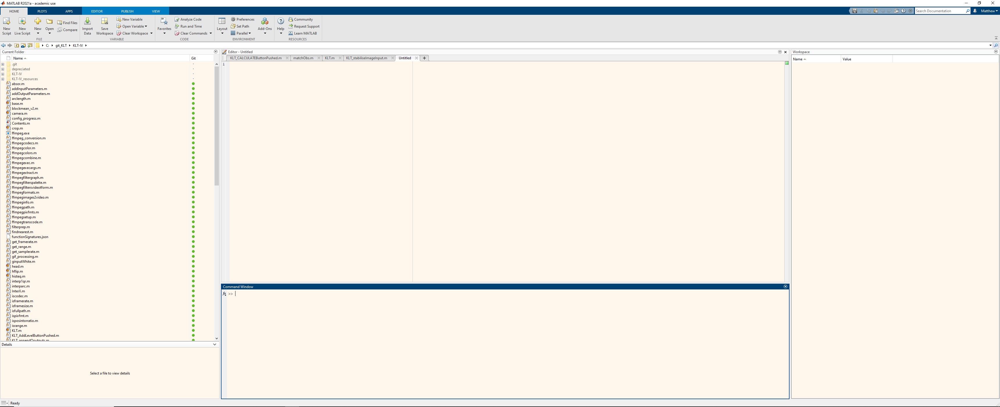 MATLAB R2021a - academic use
HOME PLOTS APPS EDITOR PUBLISH VIEW Search Documentation Matthew
New Script
New Live Script
New
Open
Find Files
Compare
FILE
Import Data
Save Workspace
New Variable
Open Variable
Clear Workspace
VARIABLE
Favorites
Analyze Code
Run and Time
Clear Commands
CODE
Layout
Preferences
Set Path
Parallel
Add-Ons
ENVIRONMENT
Help
Community
Request Support
Learn MATLAB
RESOURCES
C: git_KLT KLT-IV
Current Folder
Name Git
.git
depreciated
KLT-IV
KLT-IV_resources
absor.m
addInputParameters.m
addOutputParameters.m
arclength.m
base.m
blockmean_v2.m
camera.m
config_progress.m
Contents.m
crop.m
ffmpeg.exe
ffmpeg_conversion.m
ffmpegcodecs.m
ffmpegcolor.m
ffmpegcolors.m
ffmpegcombine.m
ffmpegexec.m
ffmpegexecargs.m
ffmpegextract.m
ffmpegfiltergraph.m
ffmpegfilterspalette.m
ffmpegfiltersvideotform.m
ffmpegformats.m
ffmpegimages2video.m
ffmpeginfo.m
ffmpegpath.m
ffmpegpixfmts.m
ffmpegsetup.m
ffmpegtranscode.m
filterprep.m
findnearest.m
functionSignatures.json
get_framerate.m
get_range.m
get_samplerate.m
gif_processing.m
ginputWhite.m
head.m
hflip.m
histeq.m
interp1qr.m
interparc.m
InterX.m
iscodec.m
isframerate.m
isframesize.m
isfullpath.m
ispixfmt.m
isposintorratio.m
isrange.m
KLT.m
KLT_AddLevelButtonPushed.m
Details
Select a file to view details
Editor - Untitled
KLT_CALCULATEButtonPushed.m matchObs.m KLT.m KLT_stabiliseImageInput.m Untitled
1
Command Window
fx >>
Workspace
Name Value
Ready